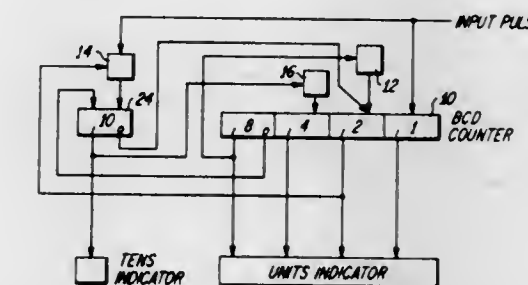 INPUT PULS
14
16
12
24
10
BCD
COUNTER
10
8
4
2
1
TENS
INDICATOR
UNITS INDICATOR